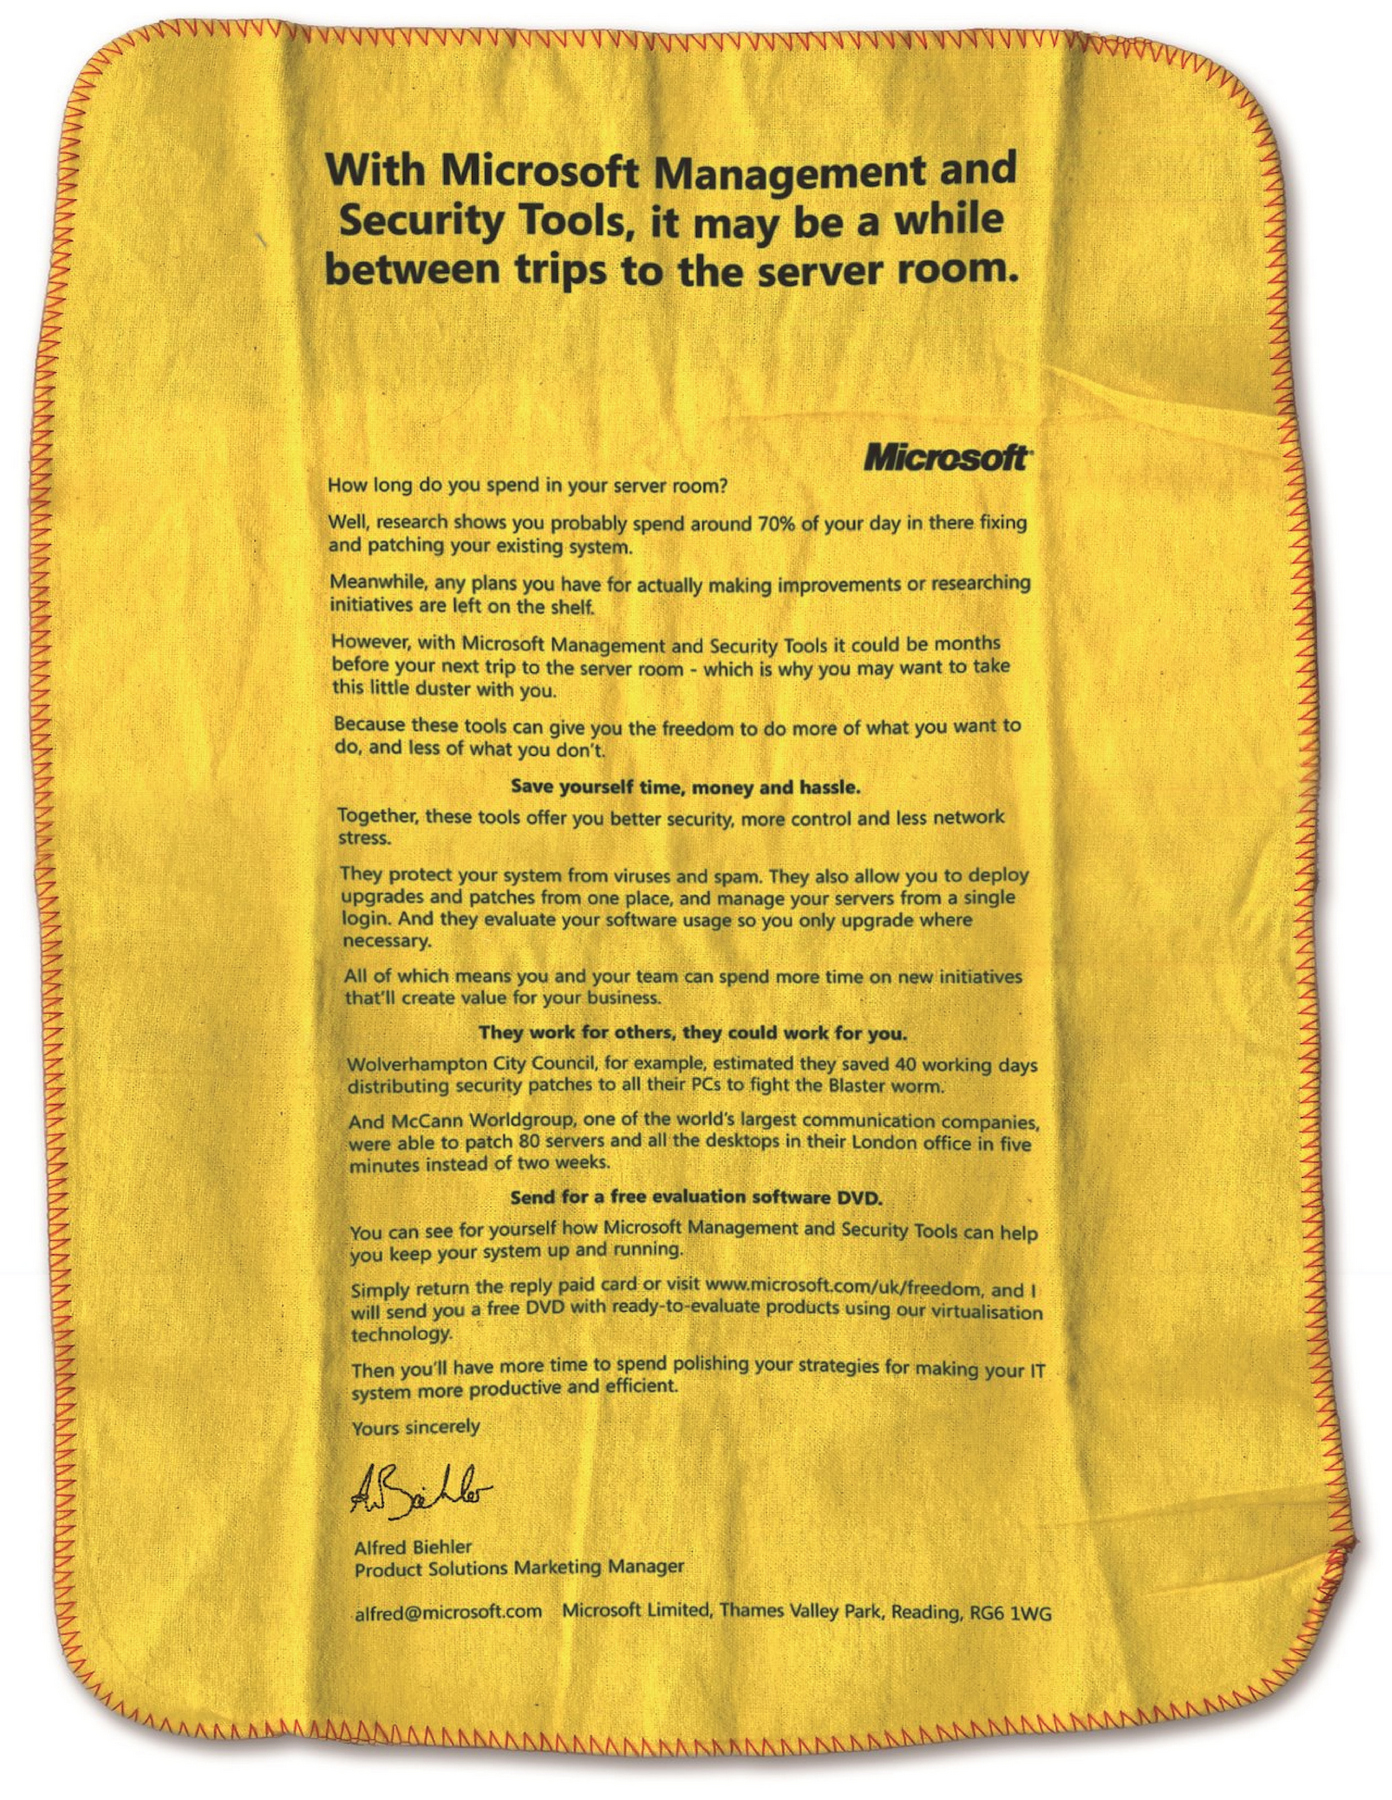 With Microsoft Management and
Security Tools, it may be a while
between trips to the server room.
Microsoft®
How long do you spend in your server room?
Well, research shows you probably spend around 70% of your day in there fixing
and patching your existing system.
Meanwhile, any plans you have for actually making improvements or researching
initiatives are left on the shelf.
However, with Microsoft Management and Security Tools it could be months
before your next trip to the server room - which is why you may want to take
this little duster with you.
Because these tools can give you the freedom to do more of what you want to
do, and less of what you don't.
Save yourself time, money and hassle.
Together, these tools offer you better security, more control and less network
stress.
They protect your system from viruses and spam. They also allow you to deploy
upgrades and patches from one place, and manage your servers from a single
login. And they evaluate your software usage so you only upgrade where
necessary.
All of which means you and your team can spend more time on new initiatives
that'll create value for your business.
They work for others, they could work for you.
Wolverhampton City Council, for example, estimated they saved 40 working days
distributing security patches to all their PCs to fight the Blaster worm.
And McCann Worldgroup, one of the world's largest communication companies,
were able to patch 80 servers and all the desktops in their London office in five
minutes instead of two weeks.
Send for a free evaluation software DVD.
You can see for yourself how Microsoft Management and Security Tools can help
you keep your system up and running.
Simply return the reply paid card or visit www.microsoft.com/uk/freedom, and I
will send you a free DVD with ready-to-evaluate products using our virtualisation
technology.
Then you'll have more time to spend polishing your strategies for making your IT
system more productive and efficient.
Yours sincerely
A Biehler
Alfred Biehler
Product Solutions Marketing Manager
alfred@microsoft.com Microsoft Limited, Thames Valley Park, Reading, RG6 1WG